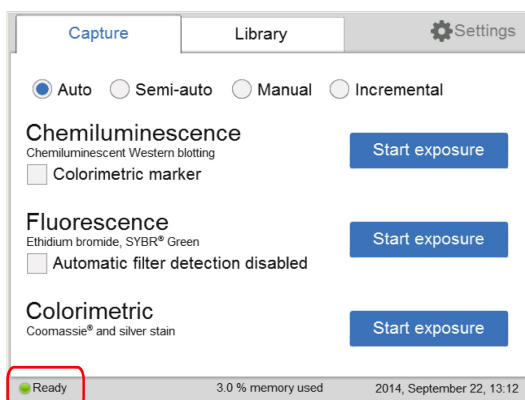 Capture Library Settings
Auto Semi-auto Manual Incremental
Chemiluminescence
Chemiluminescent Western blotting
Start exposure
Colorimetric marker
Fluorescence
Ethidium bromide, SYBR® Green
Start exposure
Automatic filter detection disabled
Colorimetric
Coomassie® and silver stain
Start exposure
Ready 3.0 % memory used 2014, September 22, 13:12